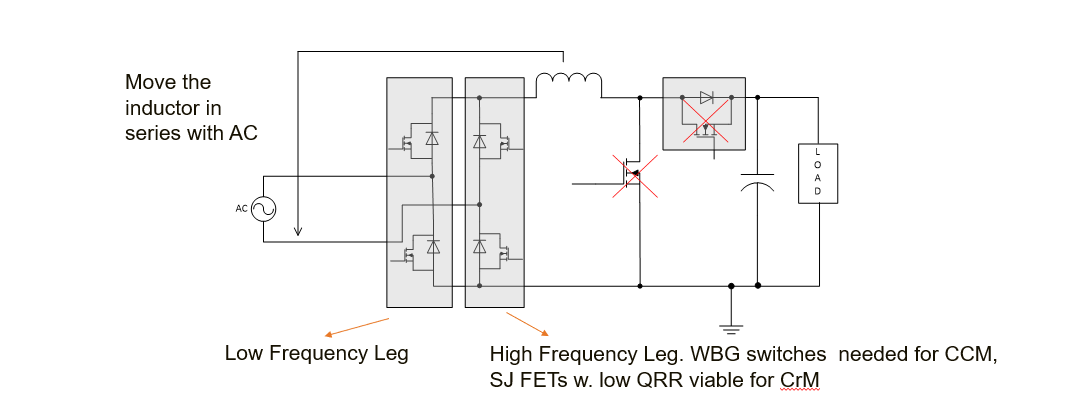 Move the
inductor in
series with AC
AC
L
O
A
D
Low Frequency Leg
High Frequency Leg. WBG switches  needed for CCM,
SJ FETs w. low QRR viable for CrM